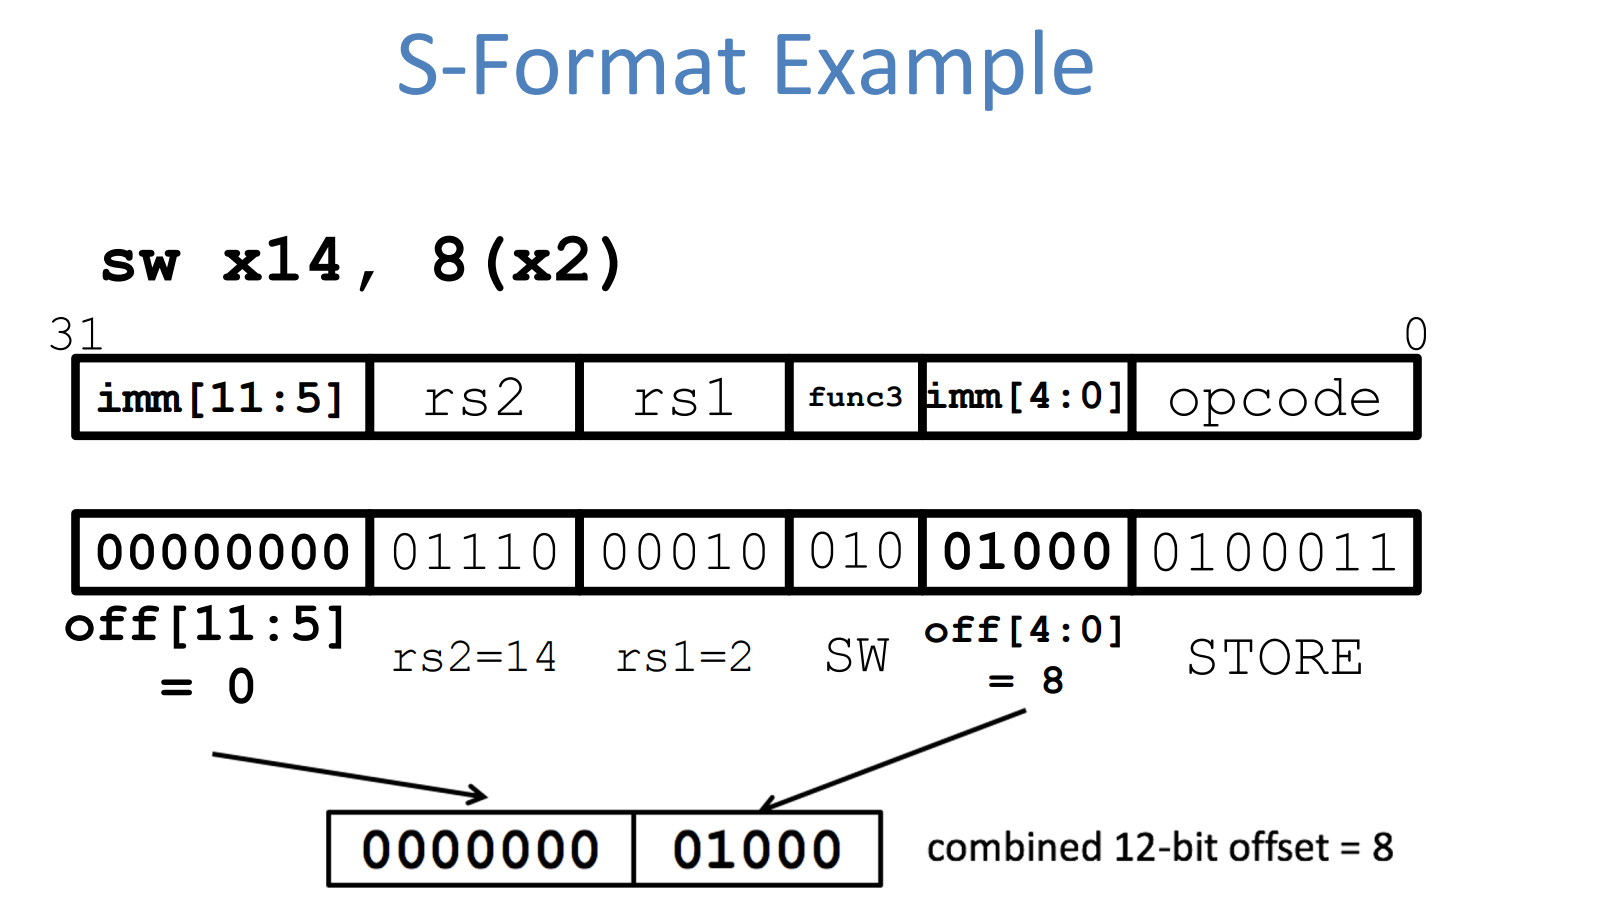 S-Format Example
sw x14, 8(x2)
31 0
imm[11:5] rs2 rs1 func3 imm[4:0] opcode
00000000 01110 00010 010 01000 0100011
off[11:5] = 0 rs2=14 rs1=2 SW off[4:0] = 8 STORE
0000000 01000 combined 12-bit offset = 8